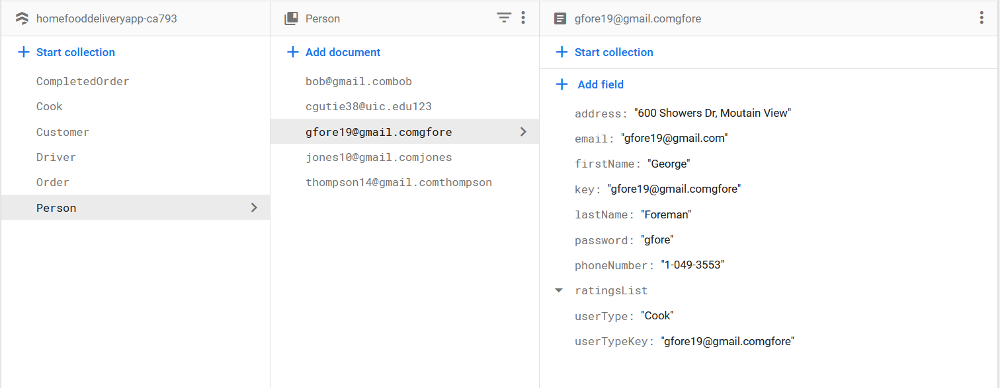 homefooddeliveryapp-ca793
Start collection
CompletedOrder
Cook
Customer
Driver
Order
Person
Person
Add document
bob@gmail.combob
cgutie38@uic.edu123
gfore19@gmail.comgfore
jones10@gmail.comjones
thompson14@gmail.comthompson
gfore19@gmail.comgfore
Start collection
Add field
address: "600 Showers Dr, Moutain View"
email: "gfore19@gmail.com"
firstName: "George"
key: "gfore19@gmail.comgfore"
lastName: "Foreman"
password: "gfore"
phoneNumber: "1-049-3553"
ratingsList
userType: "Cook"
userTypeKey: "gfore19@gmail.comgfore"